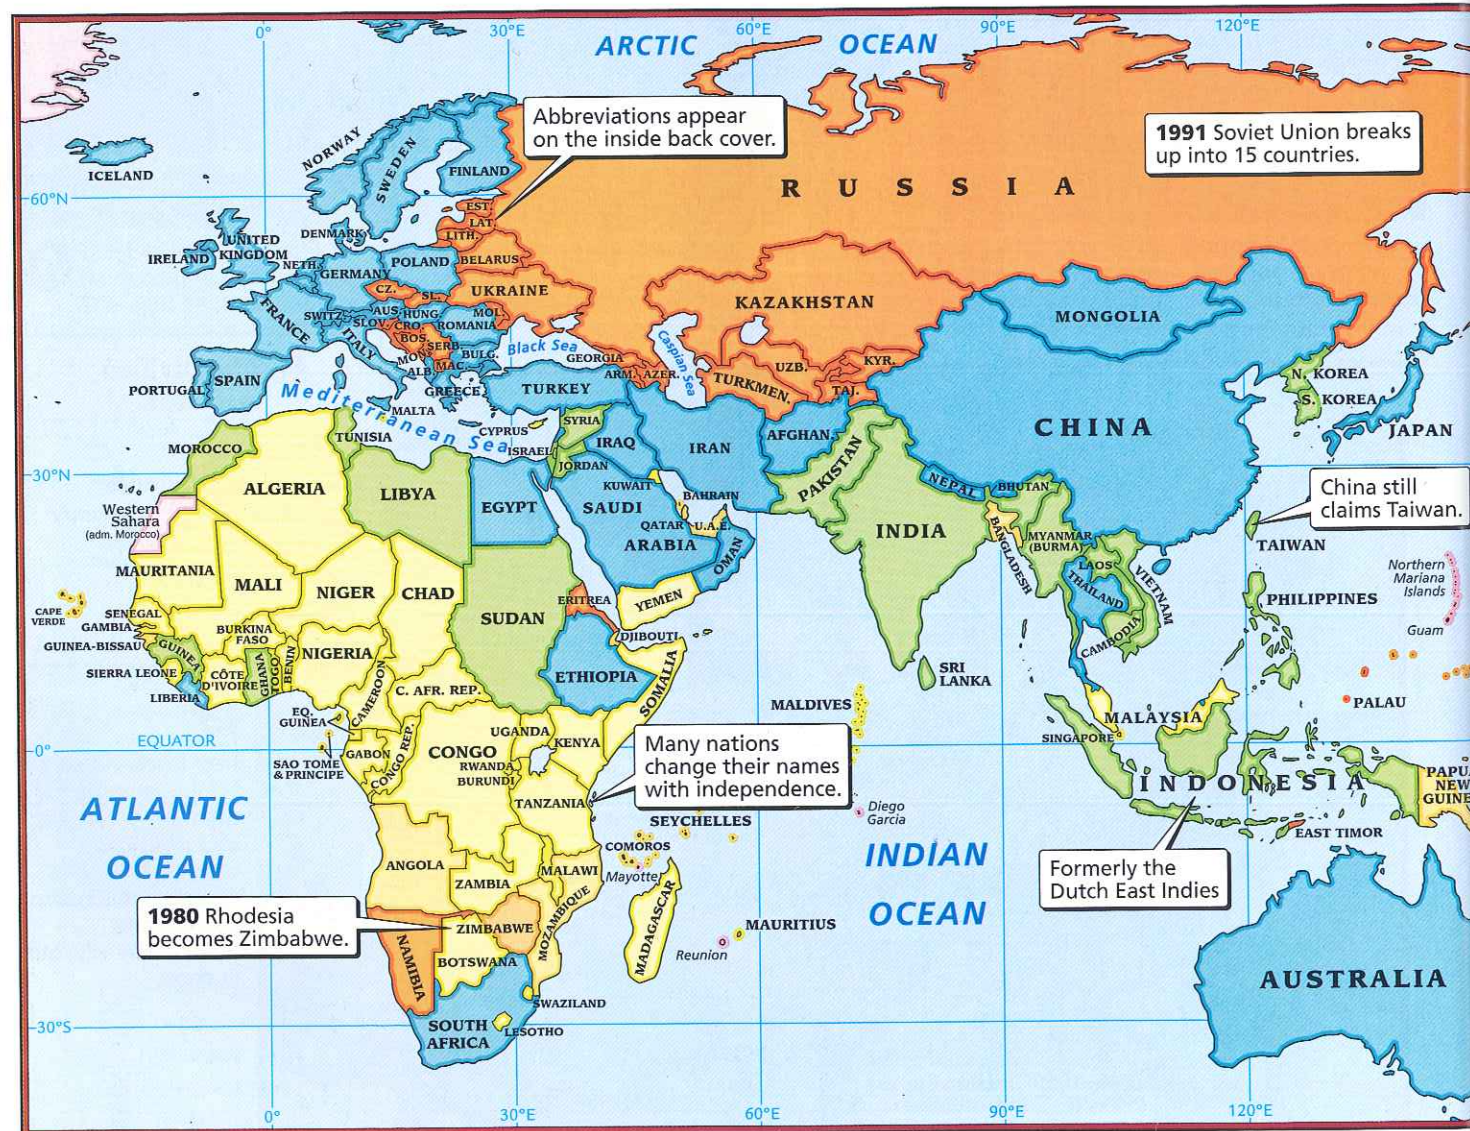 0°
30°E
60°E
90°E
120°E
ARCTIC OCEAN
Abbreviations appear
on the inside back cover.
1991 Soviet Union breaks
up into 15 countries.
ICELAND
NORWAY
SWEDEN
FINLAND
RUSSIA
60°N
EST.
LAT.
LITH.
DENMARK
UNITED
KINGDOM
IRELAND
NETH.
GERMANY
POLAND
BELARUS
CZ.
SL.
UKRAINE
KAZAKHSTAN
MONGOLIA
FRANCE
SWITZ.
AUS.
HUNG.
MOL.
SLOV.
CRO.
ROMANIA
BOS.
SERB.
ITALY
MON.
BULG.
Black Sea
GEORGIA
Caspian Sea
UZB.
KYR.
ALB.
MAC.
ARM.
AZER.
TURKMEN.
TAJ.
N. KOREA
S. KOREA
PORTUGAL
SPAIN
GREECE
TURKEY
CHINA
JAPAN
Mediterranean Sea
MALTA
CYPRUS
SYRIA
ISRAEL
IRAQ
IRAN
AFGHAN.
MOROCCO
TUNISIA
JORDAN
PAKISTAN
30°N
ALGERIA
LIBYA
EGYPT
KUWAIT
SAUDI
ARABIA
BAHRAIN
QATAR
U.A.E.
OMAN
NEPAL
BHUTAN
INDIA
BANGLADESH
MYANMAR
(BURMA)
LAOS
THAILAND
VIETNAM
CAMBODIA
China still
claims Taiwan.
TAIWAN
Western
Sahara
(adm. Morocco)
MAURITANIA
MALI
NIGER
CHAD
SUDAN
ERITREA
YEMEN
Northern
Mariana
Islands
PHILIPPINES
Guam
CAPE
VERDE
SENEGAL
GAMBIA
GUINEA-BISSAU
GUINEA
BURKINA
FASO
NIGERIA
DJIBOUTI
SIERRA LEONE
CÔTE
D'IVOIRE
GHANA
TOGO
BENIN
LIBERIA
CAMEROON
C. AFR. REP.
ETHIOPIA
SOMALIA
SRI
LANKA
MALDIVES
MALAYSIA
SINGAPORE
PALAU
EQ.
GUINEA
EQUATOR
0°
SAO TOME
& PRINCIPE
GABON
CONGO REP.
CONGO
UGANDA
KENYA
RWANDA
BURUNDI
TANZANIA
Many nations
change their names
with independence.
INDONESIA
PAPU
NEW
GUINE
ATLANTIC
OCEAN
SEYCHELLES
Diego
Garcia
EAST TIMOR
COMOROS
Mayotte
INDIAN
OCEAN
Formerly the
Dutch East Indies
ANGOLA
ZAMBIA
MALAWI
MOZAMBIQUE
MADAGASCAR
1980 Rhodesia
becomes Zimbabwe.
ZIMBABWE
NAMIBIA
BOTSWANA
MAURITIUS
Reunion
AUSTRALIA
SWAZILAND
30°S
SOUTH
AFRICA
LESOTHO
0°
30°E
60°E
90°E
120°E